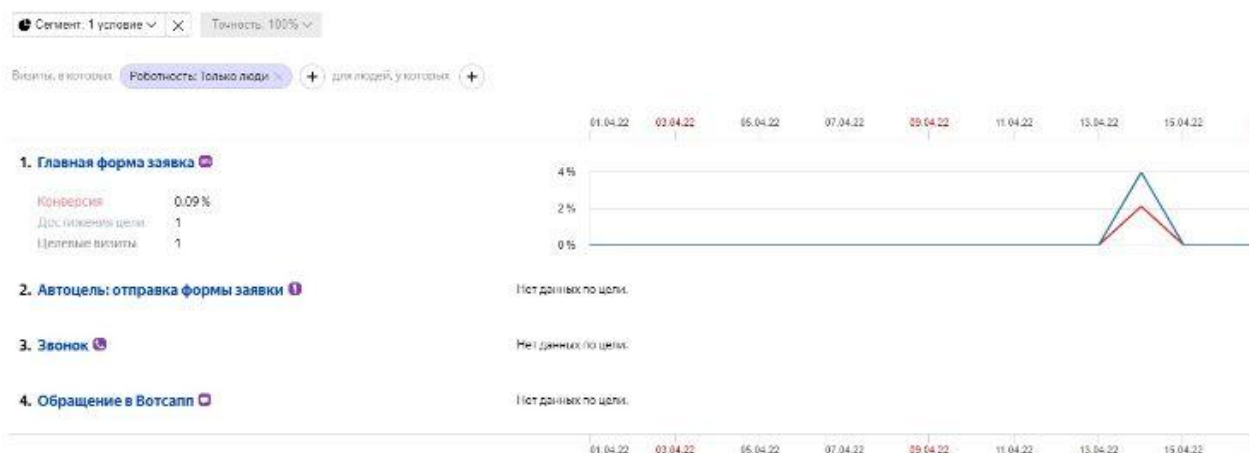 Сегмент: 1 условие
Точность: 100%
Визиты, в которых Роботность: Только люди × + для людей, у которых +
01.04.22 03.04.22 05.04.22 07.04.22 09.04.22 11.04.22 13.04.22 15.04.22
1. Главная форма заявка
Конверсия 0.09 %
Достижения цели 1
Целевые визиты 1
4 %
2 %
0 %
2. Автоцель: отправка формы заявки
Нет данных по цели.
3. Звонок
Нет данных по цели.
4. Обращение в Вотсапп
Нет данных по цели.
01.04.22 03.04.22 05.04.22 07.04.22 09.04.22 11.04.22 13.04.22 15.04.22